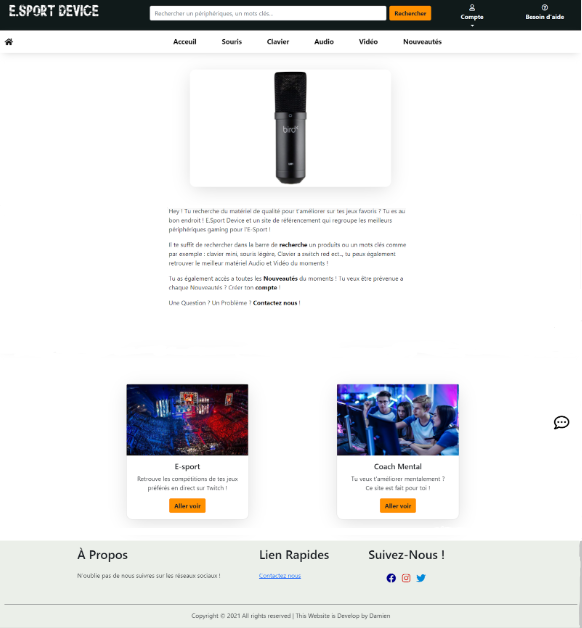 E.SPORT DEVICE
Rechercher un périphériques, un mots clés...
Rechercher
Compte
Besoin d'aide
Acceuil
Souris
Clavier
Audio
Vidéo
Nouveautés
bird
Hey ! Tu recherche du matériel de qualité pour t'améliorer sur tes jeux favoris ? Tu es au
bon endroit ! E.Sport Device et un site de référencement qui regroupe les meilleurs
périphériques gaming pour l'E-Sport !
Il te suffit de rechercher dans la barre de recherche un produits ou un mots clés comme
par exemple : clavier mini, souris légère, Clavier a switch red ect.., tu peux également
retrouver le meilleur matériel Audio et Vidéo du moments !
Tu as également accès a toutes les Nouveautés du moments ! Tu veux être prévenue a
chaque Nouveautés ? Créer ton compte !
Une Question ? Un Problème ? Contactez nous !
E-sport
Retrouve les compétitions de tes jeux
préférés en direct sur Twitch !
Aller voir
Coach Mental
Tu veux t'améliorer mentalement ?
Ce site est fait pour toi !
Aller voir
À Propos
N'oublie pas de nous suivres sur les réseaux sociaux !
Lien Rapides
Contactez nous
Suivez-Nous !
Copyright © 2021 All rights reserved | This Website is Develop by Damien